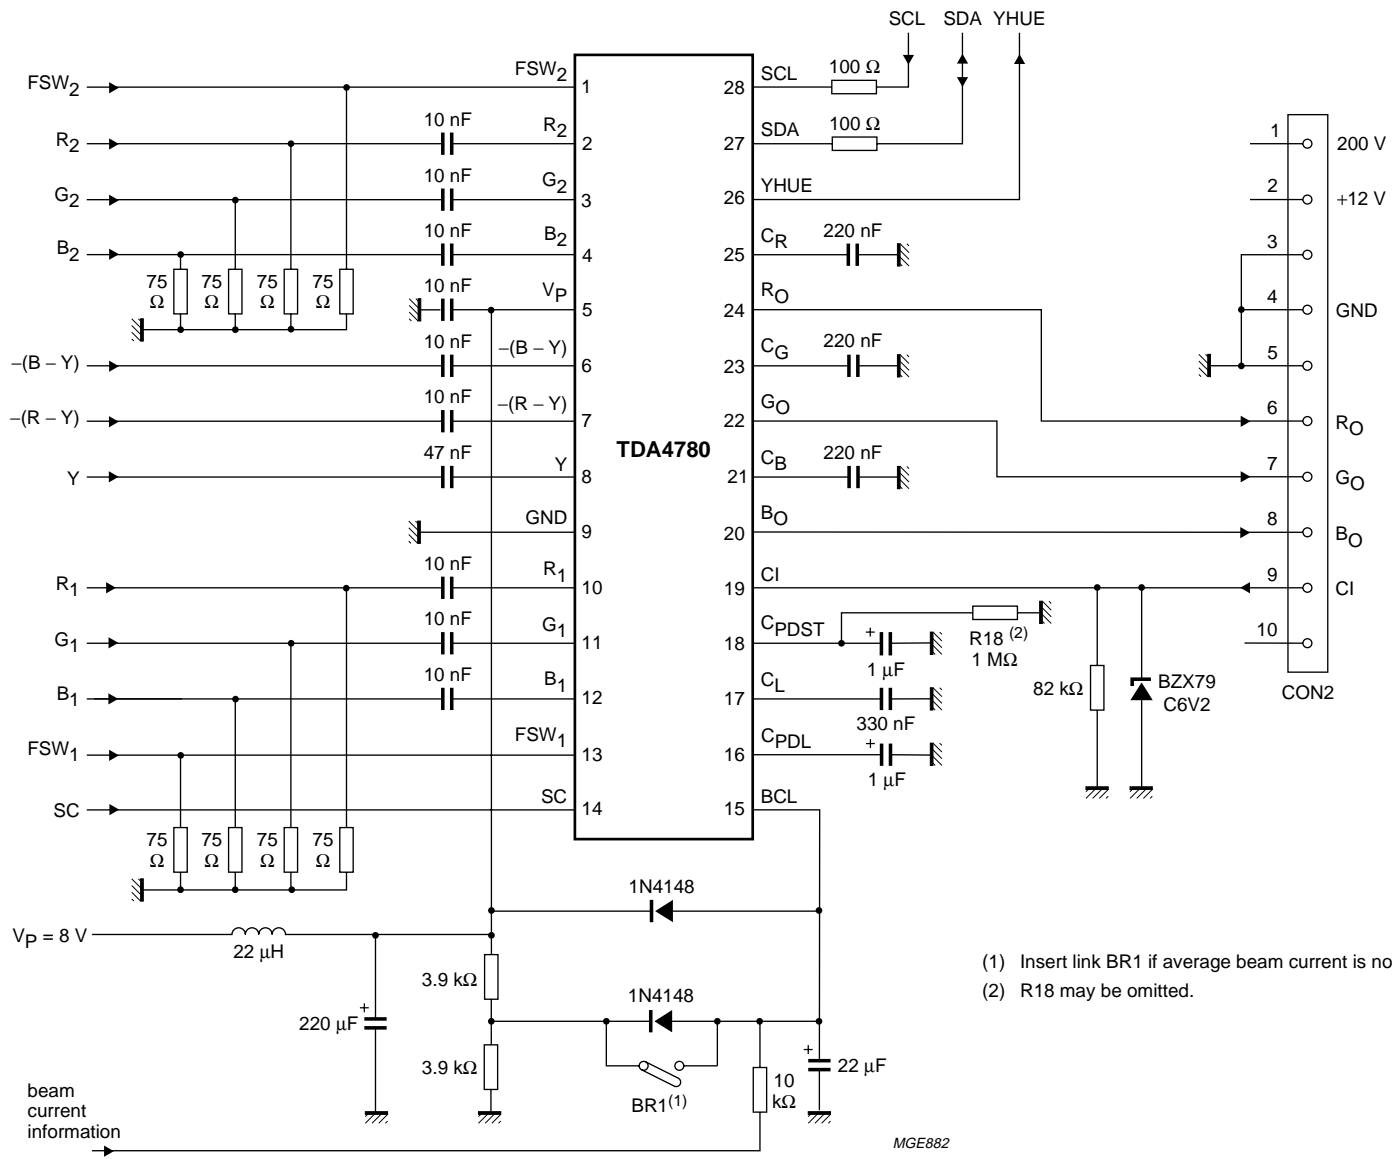 SCL SDA YHUE
FSW2 FSW2 1 28 SCL 100 Ω
R2 10 nF R2 2 27 SDA 100 Ω
G2 10 nF G2 3 26 YHUE
B2 10 nF B2 4 25 CR 220 nF
75 Ω 75 Ω 75 Ω 75 Ω
10 nF VP 5 24 RO
−(B − Y) 10 nF −(B − Y) 6 23 CG 220 nF
−(R − Y) 10 nF −(R − Y) 7 22 GO
TDA4780
Y 47 nF Y 8 21 CB 220 nF
GND 9 20 BO
R1 10 nF R1 10 19 CI
G1 10 nF G1 11 18 CPDST + 1 µF
R18 (2)
1 MΩ
B1 10 nF B1 12 17 CL 330 nF
FSW1 FSW1 13 16 CPDL + 1 µF
SC SC 14 15 BCL
75 Ω 75 Ω 75 Ω 75 Ω
1 200 V
2 +12 V
3
4 GND
5
6 RO
7 GO
8 BO
9 CI
10
CON2
82 kΩ
BZX79
C6V2
1N4148
VP = 8 V
22 µH
3.9 kΩ
1N4148
+
220 µF
3.9 kΩ
BR1(1)
10
kΩ
+
22 µF
beam
current
information
MGE882
(1) Insert link BR1 if average beam current is no
(2) R18 may be omitted.